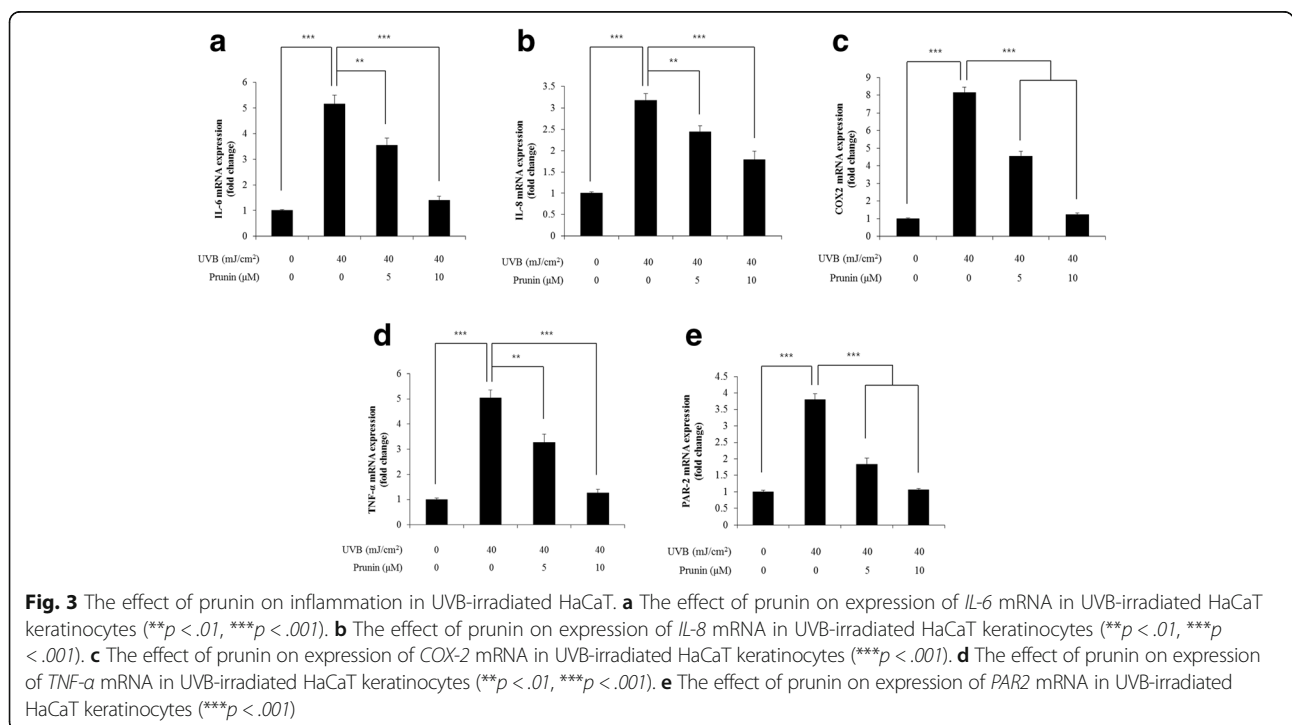 a
***
***
**
IL-6 mRNA expression
(fold change)
6
5
4
3
2
1
0
UVB (mJ/cm²) 0 40 40 40
Prunin (μM) 0 0 5 10
b
***
***
**
IL-8 mRNA expression
(fold change)
3.5
3
2.5
2
1.5
1
0.5
0
UVB (mJ/cm²) 0 40 40 40
Prunin (μM) 0 0 5 10
c
***
***
COX2 mRNA expression
(fold change)
9
8
7
6
5
4
3
2
1
0
UVB (mJ/cm²) 0 40 40 40
Prunin (μM) 0 0 5 10
d
***
***
**
TNF-α mRNA expression
(fold change)
6
5
4
3
2
1
0
UVB (mJ/cm²) 0 40 40 40
Prunin (μM) 0 0 5 10
e
***
***
PAR-2 mRNA expression
(fold change)
4.5
4
3.5
3
2.5
2
1.5
1
0.5
0
UVB (mJ/cm²) 0 40 40 40
Prunin (μM) 0 0 5 10
Fig. 3 The effect of prunin on inflammation in UVB-irradiated HaCaT. a The effect of prunin on expression of IL-6 mRNA in UVB-irradiated HaCaT
keratinocytes (**p < .01, ***p < .001). b The effect of prunin on expression of IL-8 mRNA in UVB-irradiated HaCaT keratinocytes (**p < .01, ***p
< .001). c The effect of prunin on expression of COX-2 mRNA in UVB-irradiated HaCaT keratinocytes (***p < .001). d The effect of prunin on expression
of TNF-α mRNA in UVB-irradiated HaCaT keratinocytes (**p < .01, ***p < .001). e The effect of prunin on expression of PAR2 mRNA in UVB-irradiated
HaCaT keratinocytes (***p < .001)